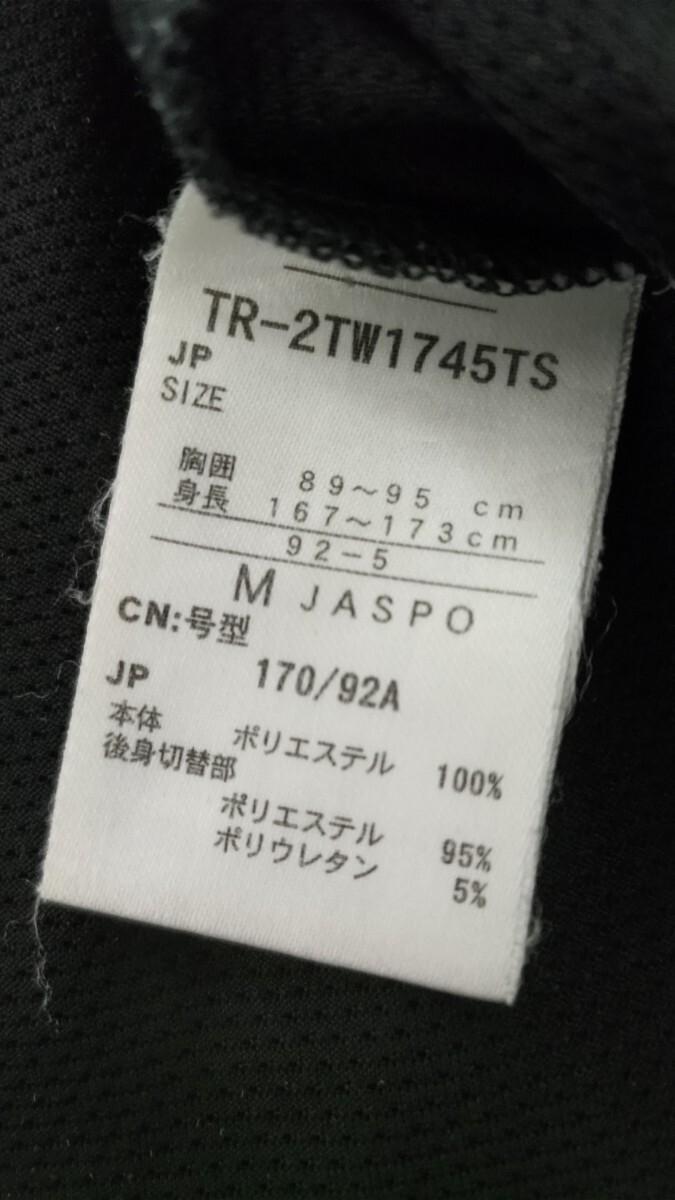 TR-2TW1745TS
JP
SIZE
胸囲 89～95 cm
身長 167～173cm
92-5
M JASPO
CN:号型
JP 170/92A
本体 ポリエステル 100%
後身切替部
ポリエステル 95%
ポリウレタン 5%